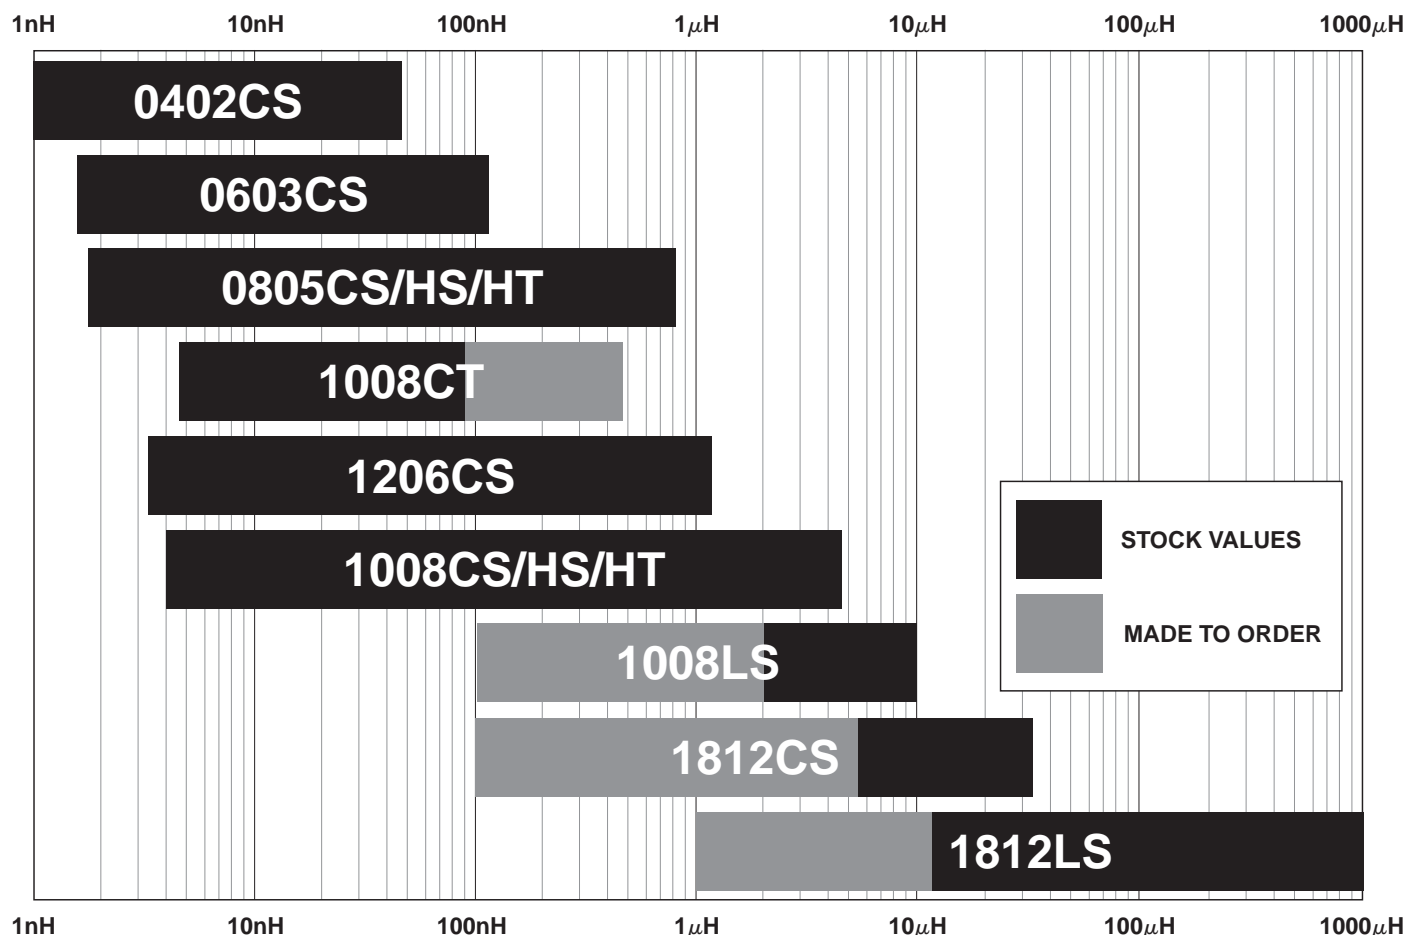 1nH 10nH 100nH 1μH 10μH 100μH 1000μH
0402CS
0603CS
0805CS/HS/HT
1008CT
1206CS
1008CS/HS/HT
STOCK VALUES
MADE TO ORDER
1008LS
1812CS
1812LS
1nH 10nH 100nH 1μH 10μH 100μH 1000μH